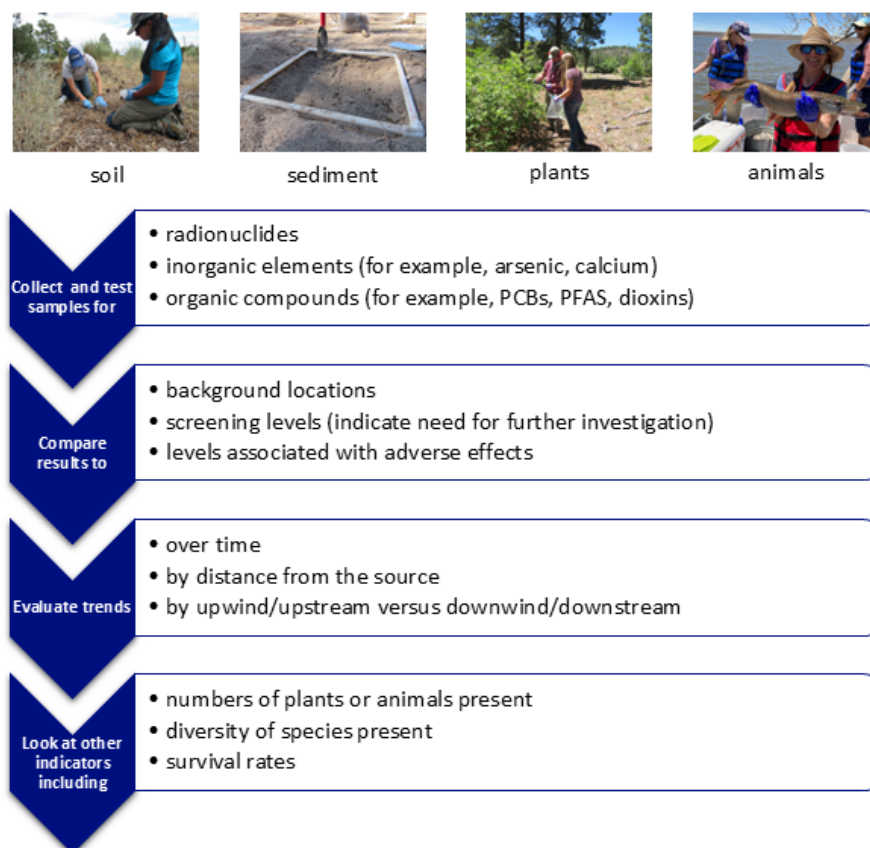 soil
sediment
plants
animals
Collect and test
samples for
• radionuclides
• inorganic elements (for example, arsenic, calcium)
• organic compounds (for example, PCBs, PFAS, dioxins)
Compare
results to
• background locations
• screening levels (indicate need for further investigation)
• levels associated with adverse effects
Evaluate trends
• over time
• by distance from the source
• by upwind/upstream versus downwind/downstream
Look at other
indicators
including
• numbers of plants or animals present
• diversity of species present
• survival rates